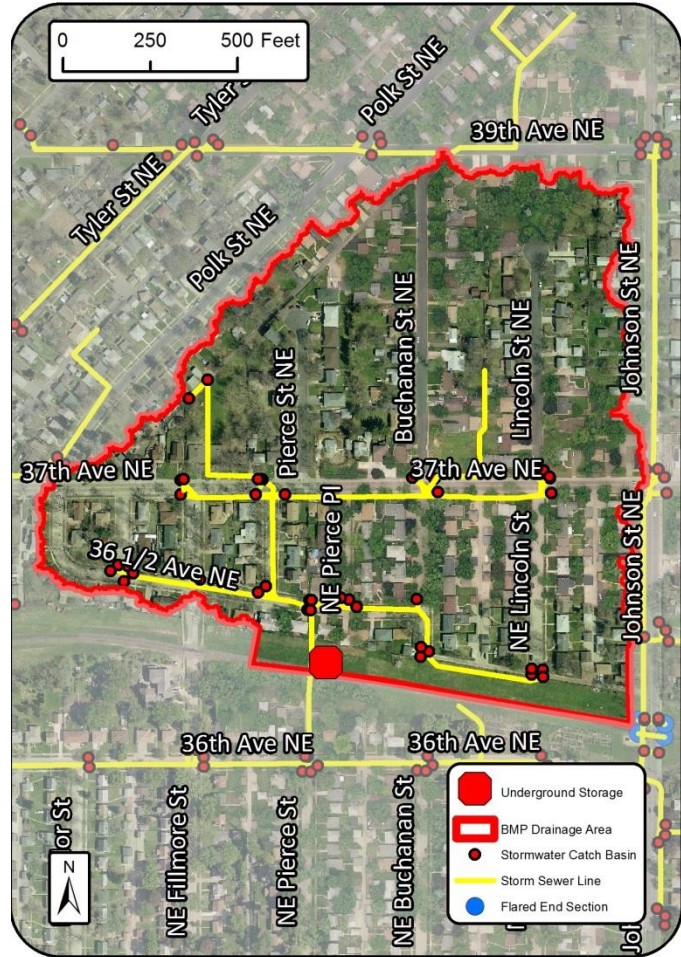 0 250 500 Feet
Tyler St NE
Polk St NE
39th Ave NE
Tyler St NE
Polk St NE
Johnson St NE
Buchanan St NE
Lincoln St NE
Pierce St NE
37th Ave NE
37th Ave NE
NE Pierce Pl
36 1/2 Ave NE
NE Lincoln St
Johnson St NE
36th Ave NE
36th Ave NE
NE Fillmore St
NE Pierce St
NE Buchanan St
N
Underground Storage
BMP Drainage Area
Stormwater Catch Basin
Storm Sewer Line
Flared End Section